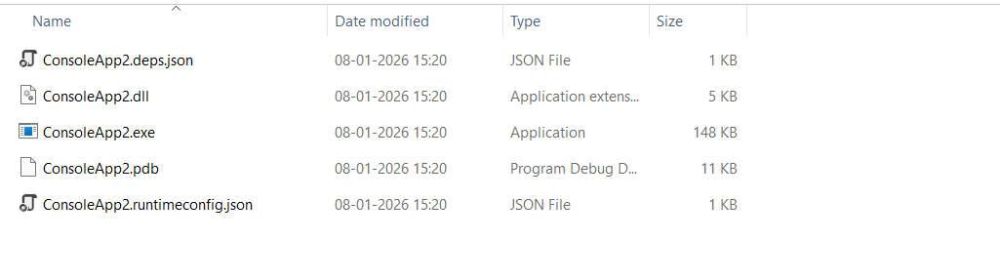 Name Date modified Type Size
ConsoleApp2.deps.json 08-01-2026 15:20 JSON File 1 KB
ConsoleApp2.dll 08-01-2026 15:20 Application extens... 5 KB
ConsoleApp2.exe 08-01-2026 15:20 Application 148 KB
ConsoleApp2.pdb 08-01-2026 15:20 Program Debug D... 11 KB
ConsoleApp2.runtimeconfig.json 08-01-2026 15:20 JSON File 1 KB